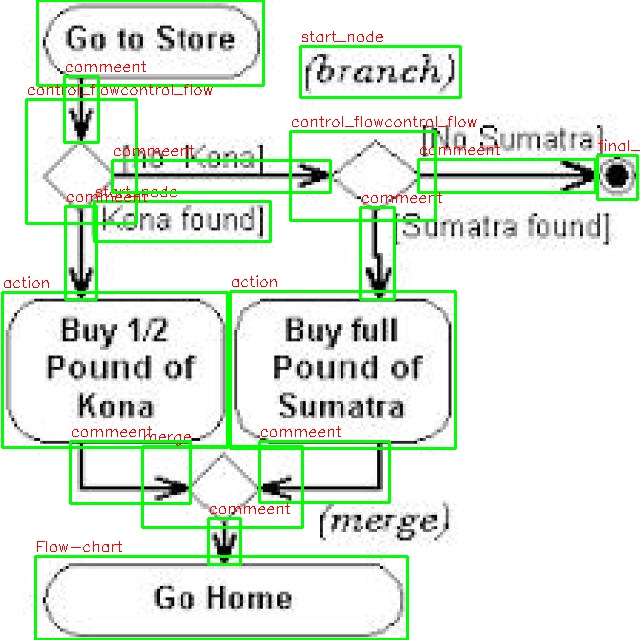 Go to Store
start_node
(branch)
commeent
control_flowcontrol_flow
control_flowcontrol_flow
[No Sumatra]
commeent
[no Kona]
commeent
final_
start_node
commeent
commeent
[Kona found]
[Sumatra found]
action
action
Buy 1/2
Pound of
Kona
Buy full
Pound of
Sumatra
commeent
merge
commeent
commeent
(merge)
Flow-chart
Go Home